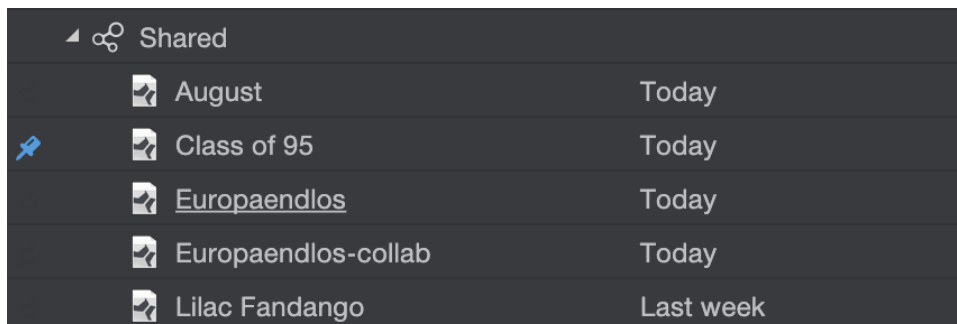 Shared
August Today
Class of 95 Today
Europaendlos Today
Europaendlos-collab Today
Lilac Fandango Last week